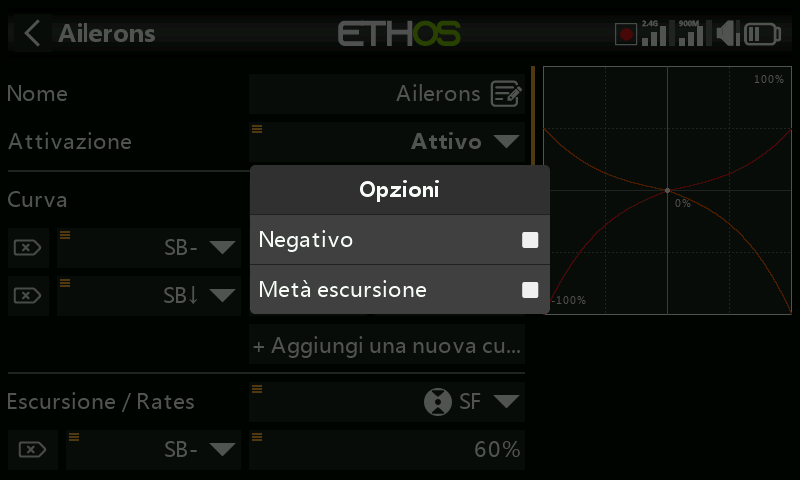 Ailerons
ETHOS
2.4G
900M
Nome
Ailerons
Attivazione
Attivo
100%
Opzioni
Curva
Negativo
0%
SB-
Metà escursione
SB↓
-100%
+ Aggiungi una nuova cu...
Escursione / Rates
SF
SB-
60%